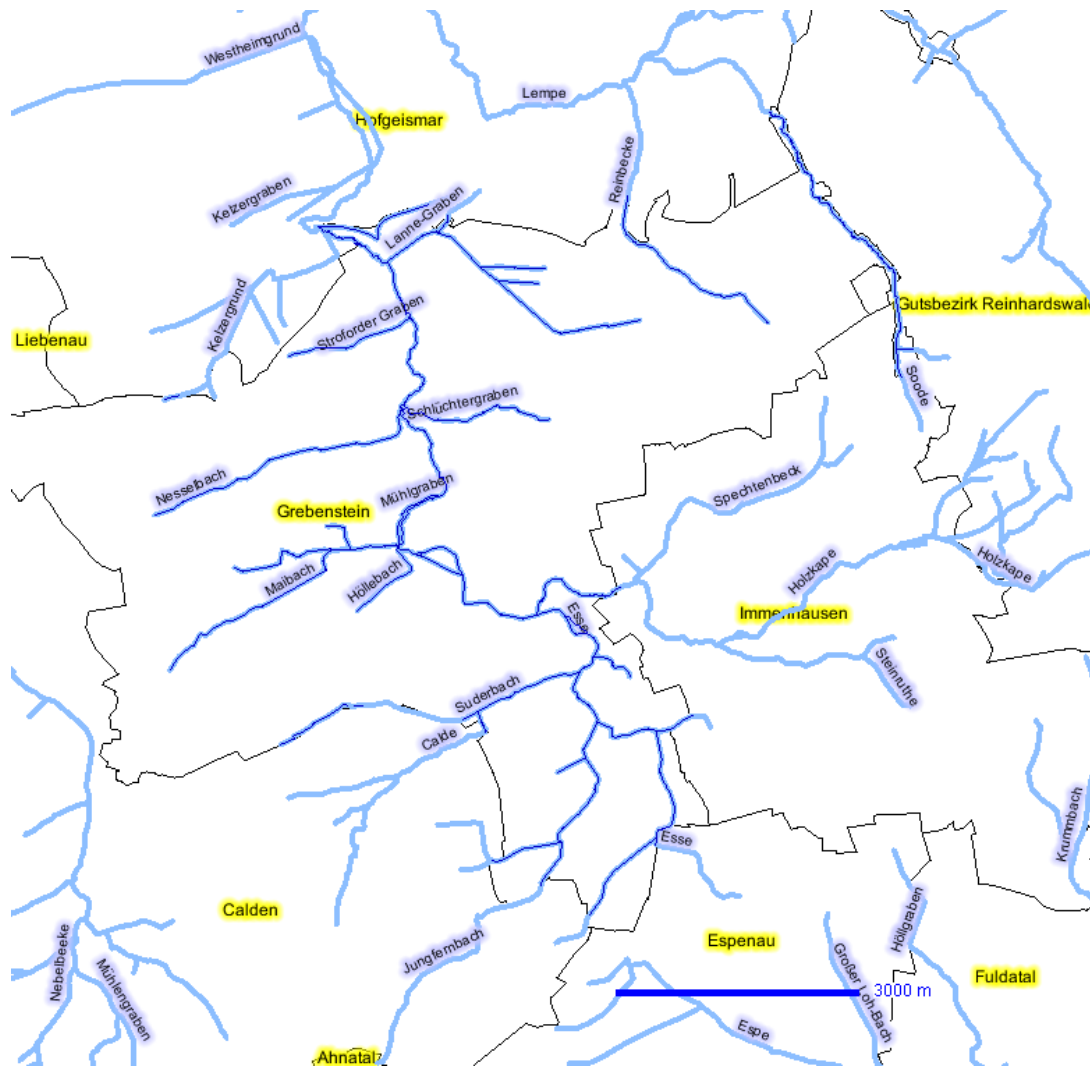 Westheimgrund
Lempe
Hofgeismar
Reinbecke
Kelzergraben
Lanne-Graben
Kelzergrund
Gutsbezirk Reinhardswald
Stroforder Graben
Liebenau
Soode
Schlüchtergraben
Nesselbach
Mühlgraben
Spechtenbeck
Grebenstein
Holzkape
Holzkape
Maibach
Höllebach
Esse
Immenhausen
Steinruthe
Suderbach
Calde
Krummbach
Esse
Calden
Höllgraben
Espenau
Jungfernbach
Nebelbeeke
Mühlengraben
Großer Loh-Bach
Fuldatal
3000 m
Espe
Ahnatal